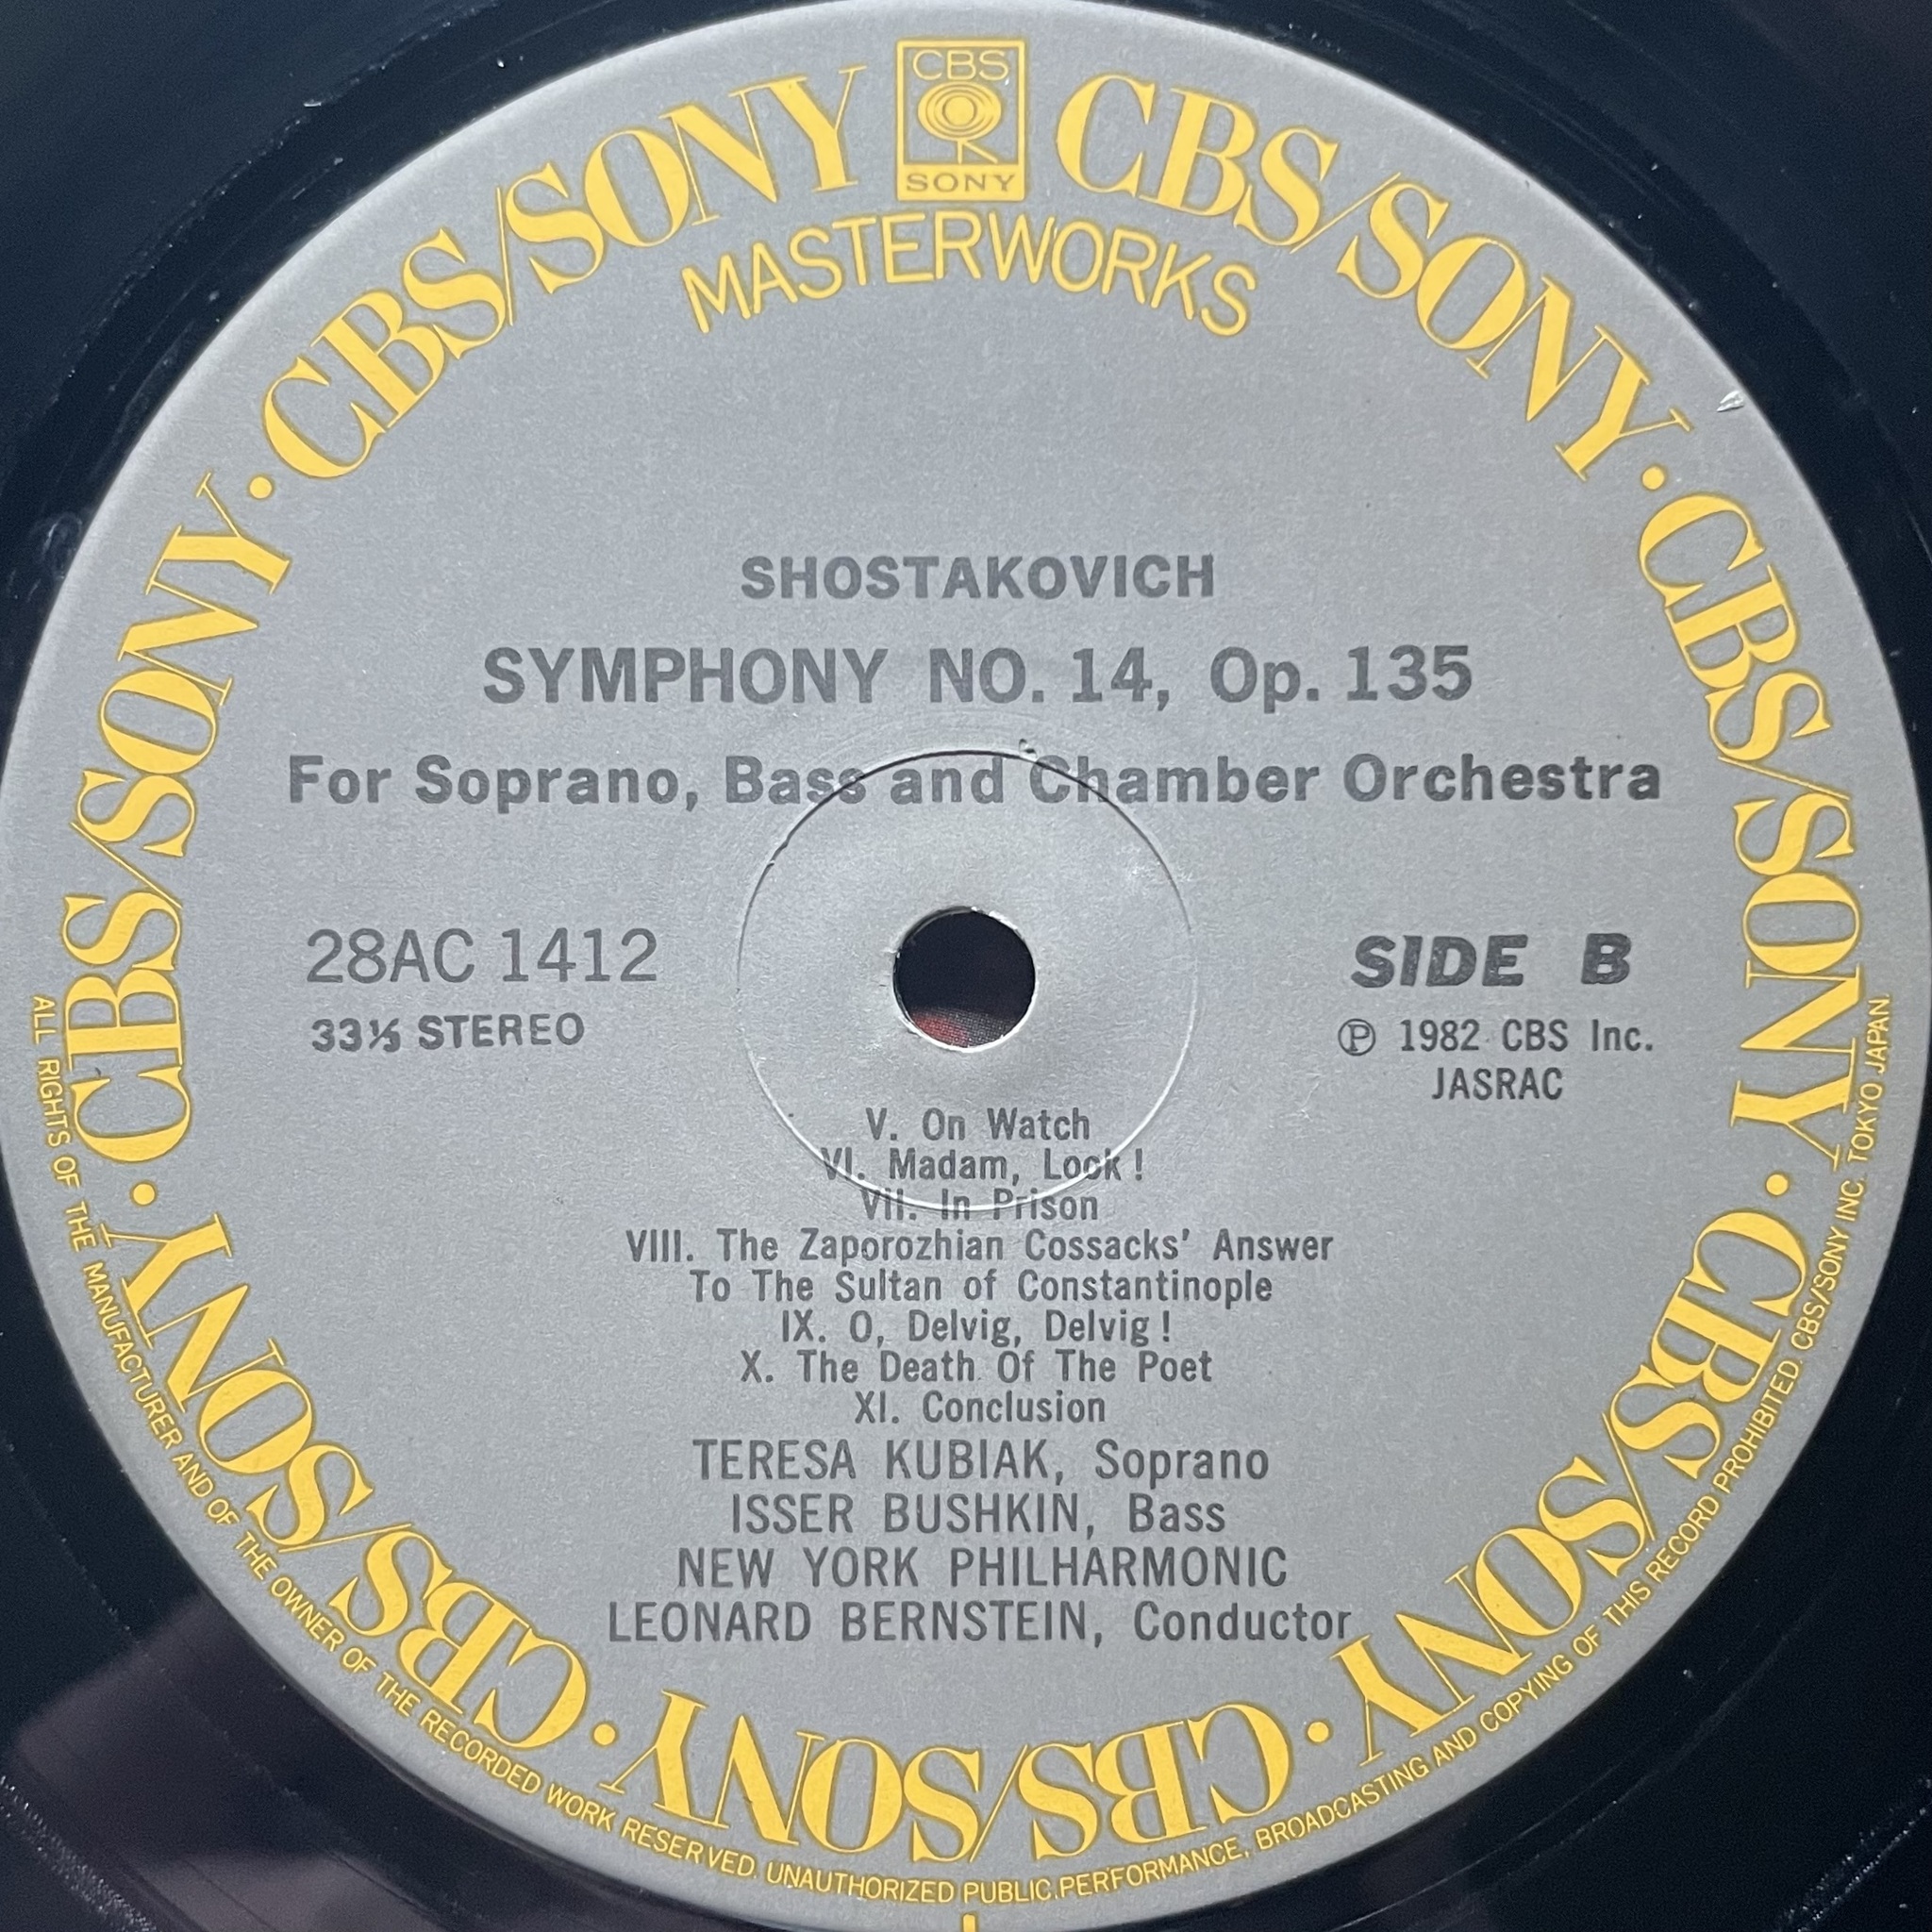 CBS
SONY
CBS/SONY · CBS/SONY · CBS/SONY · CBS/SONY · CBS/SONY · CBS/SONY · CBS/SONY · CBS/SONY
MASTERWORKS
SHOSTAKOVICH
SYMPHONY NO. 14, Op. 135
For Soprano, Bass and Chamber Orchestra
28AC 1412
33⅓ STEREO
SIDE B
℗ 1982 CBS Inc.
JASRAC
V. On Watch
VI. Madam, Look!
VII. In Prison
VIII. The Zaporozhian Cossacks' Answer
To The Sultan of Constantinople
IX. O, Delvig, Delvig!
X. The Death Of The Poet
XI. Conclusion
TERESA KUBIAK, Soprano
ISSER BUSHKIN, Bass
NEW YORK PHILHARMONIC
LEONARD BERNSTEIN, Conductor
ALL RIGHTS OF THE MANUFACTURER AND OF THE OWNER OF THE RECORDED WORK RESERVED. UNAUTHORIZED PUBLIC PERFORMANCE, BROADCASTING AND COPYING OF THIS RECORD PROHIBITED. CBS/SONY INC. TOKYO JAPAN.